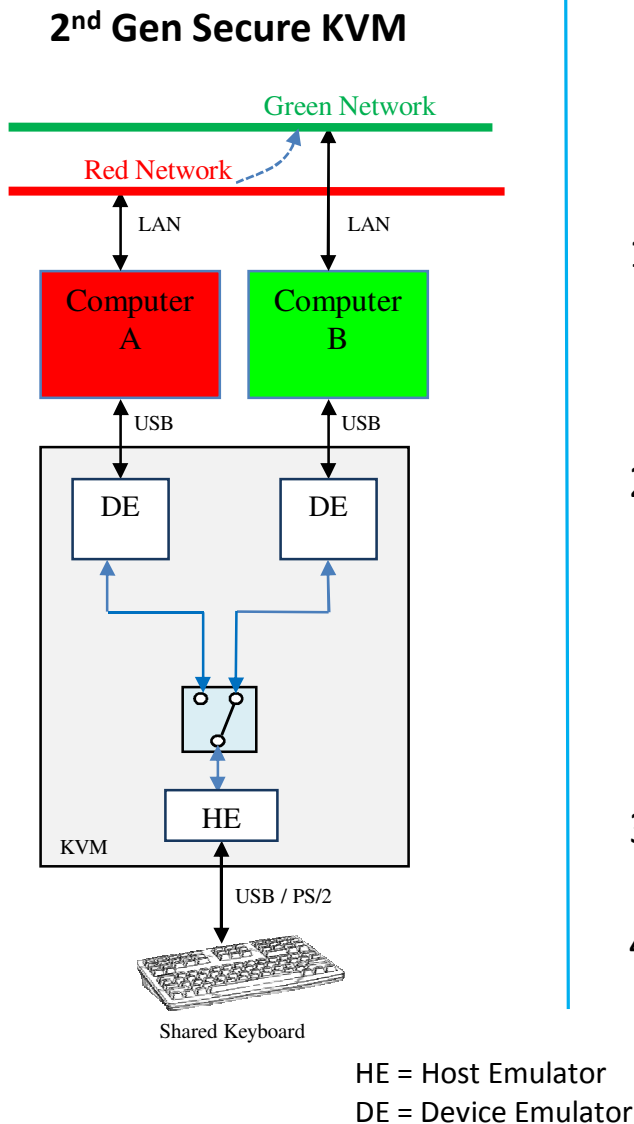 2nd Gen Secure KVM
Green Network
Red Network
LAN
LAN
Computer
A
Computer
B
USB
USB
DE
DE
HE
KVM
USB / PS/2
Shared Keyboard
HE = Host Emulator
DE = Device Emulator